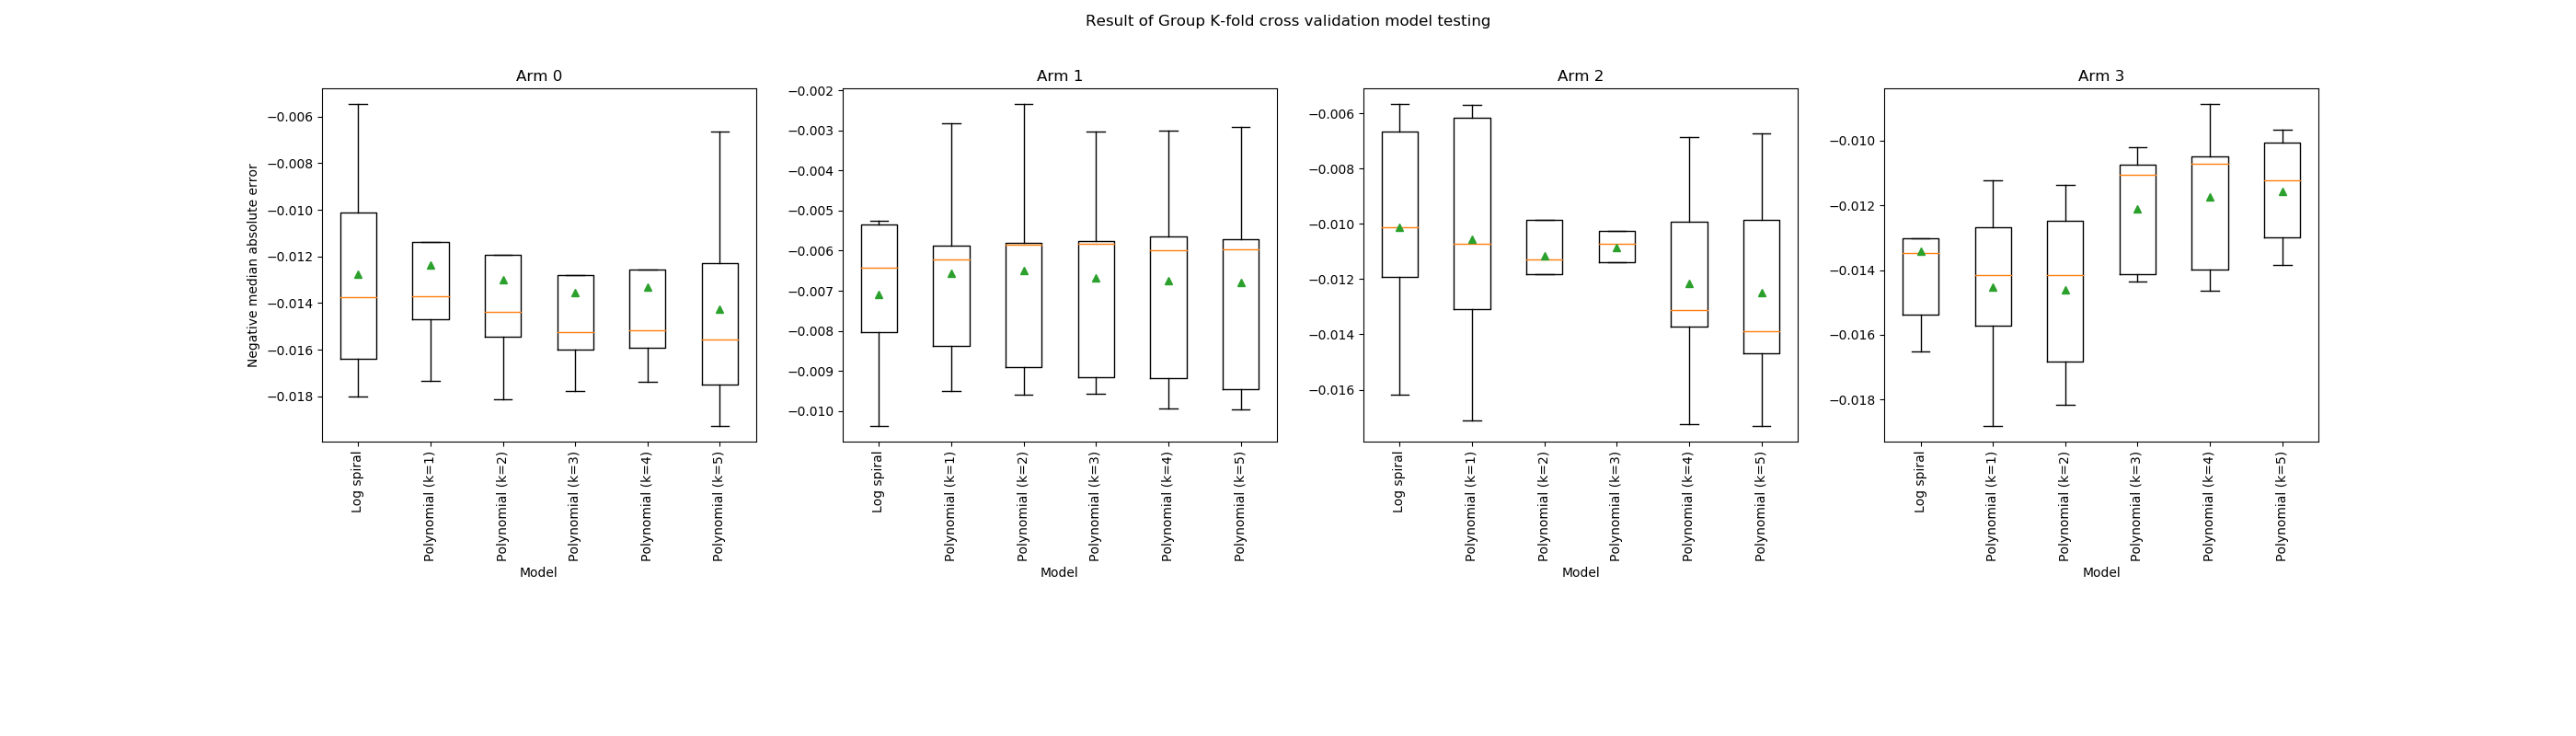 Result of Group K-fold cross validation model testing
Arm 0
Arm 1
Arm 2
Arm 3
Negative median absolute error
−0.006
−0.008
−0.010
−0.012
−0.014
−0.016
−0.018
−0.002
−0.003
−0.004
−0.005
−0.006
−0.007
−0.008
−0.009
−0.010
−0.006
−0.008
−0.010
−0.012
−0.014
−0.016
−0.010
−0.012
−0.014
−0.016
−0.018
Log spiral
Polynomial (k=1)
Polynomial (k=2)
Polynomial (k=3)
Polynomial (k=4)
Polynomial (k=5)
Log spiral
Polynomial (k=1)
Polynomial (k=2)
Polynomial (k=3)
Polynomial (k=4)
Polynomial (k=5)
Log spiral
Polynomial (k=1)
Polynomial (k=2)
Polynomial (k=3)
Polynomial (k=4)
Polynomial (k=5)
Log spiral
Polynomial (k=1)
Polynomial (k=2)
Polynomial (k=3)
Polynomial (k=4)
Polynomial (k=5)
Model
Model
Model
Model